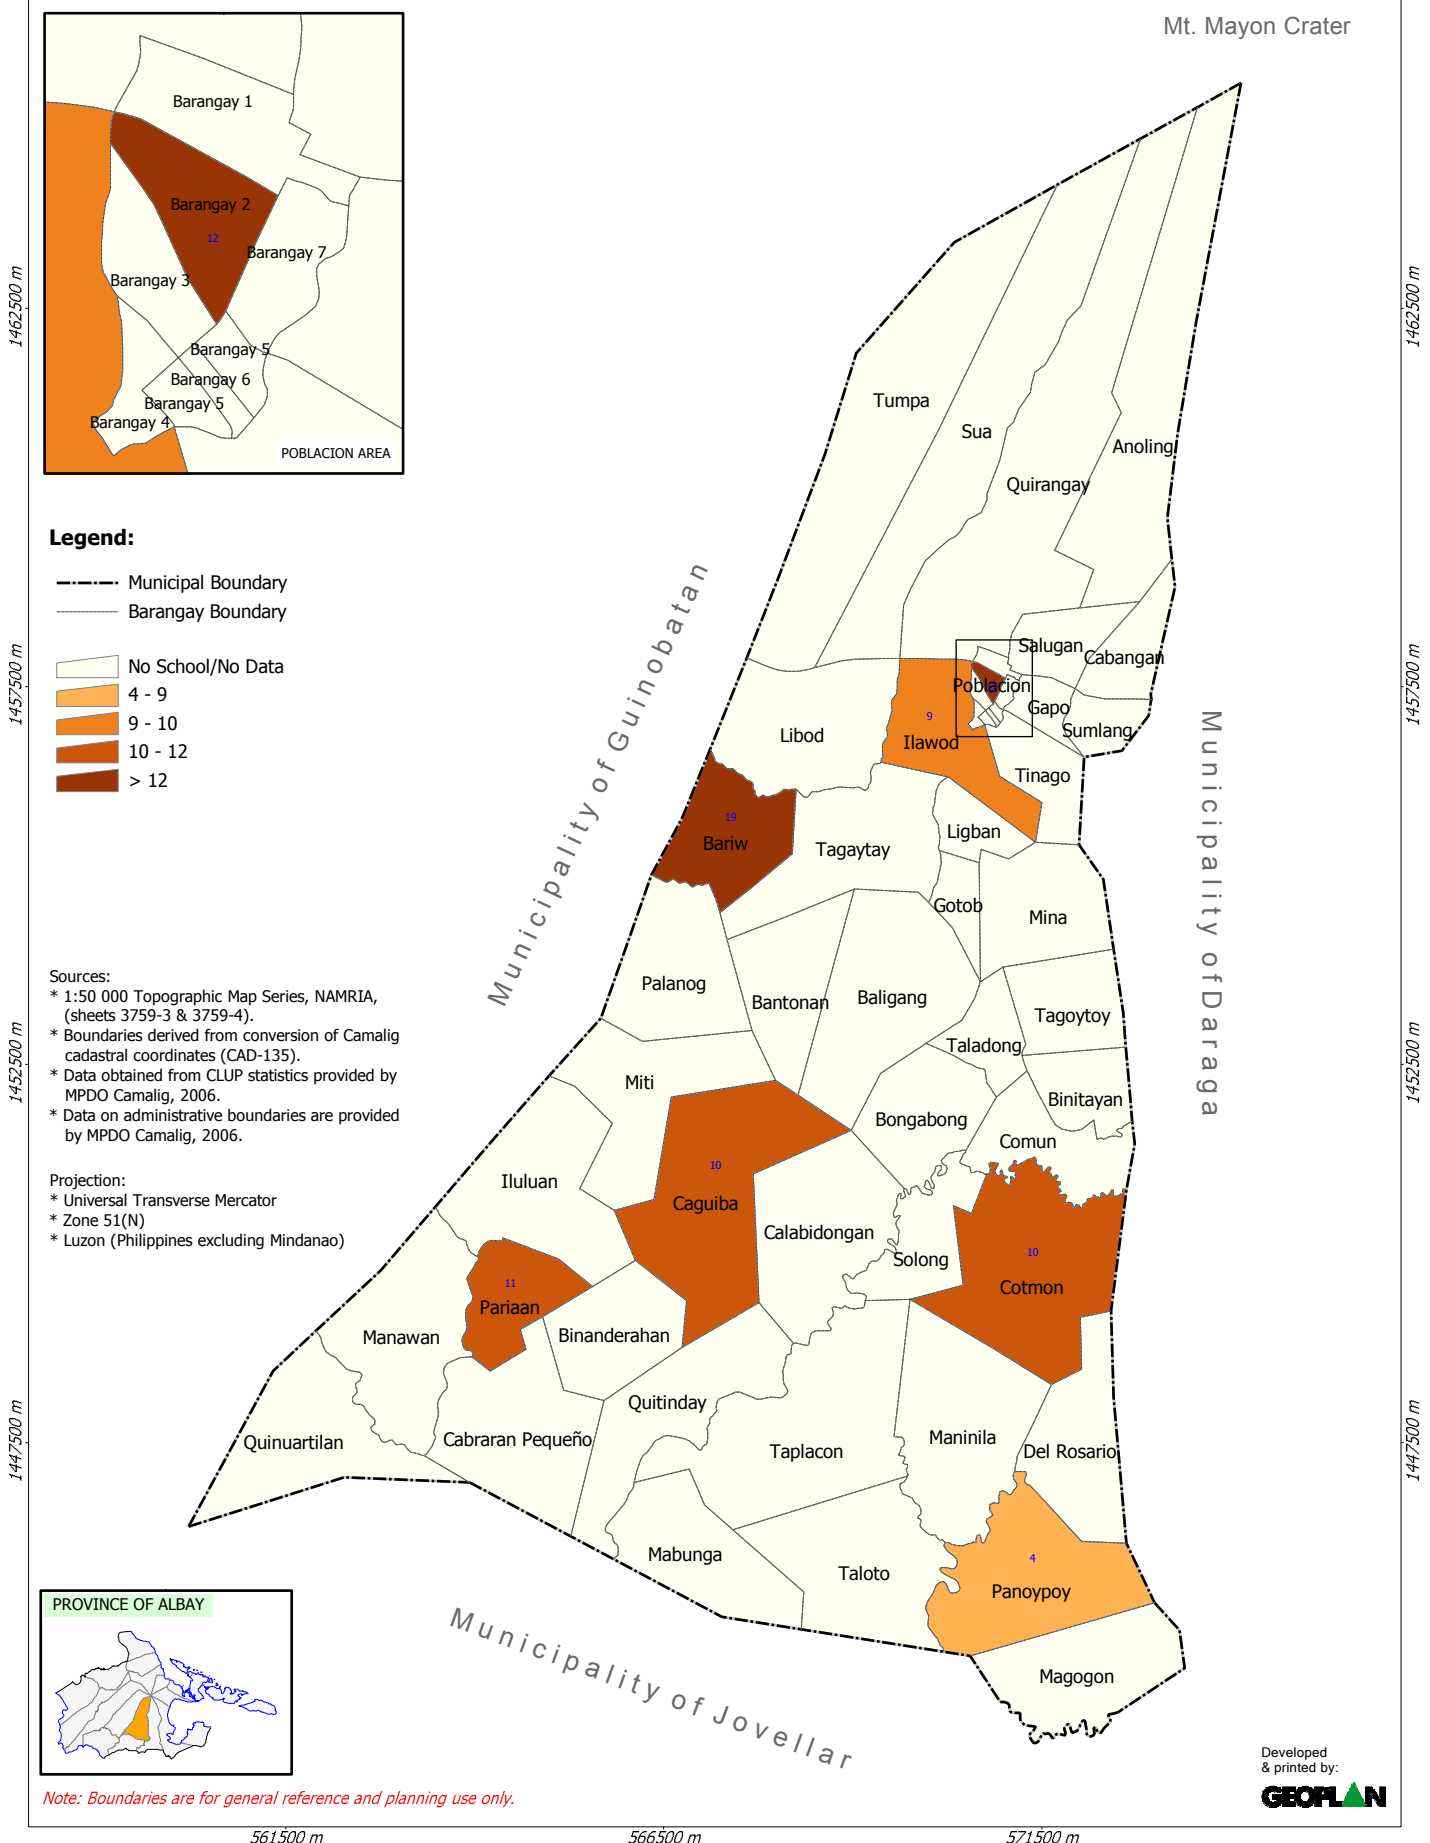 Mt. Mayon Crater
Barangay 1
Barangay 2
12
Barangay 7
Barangay 3
Barangay 5
Barangay 6
Barangay 5
Barangay 4
POBLACION AREA
1462500 m
1462500 m
Legend:
Municipal Boundary
Barangay Boundary
No School/No Data
4 - 9
9 - 10
10 - 12
> 12
1457500 m
1457500 m
Municipality of Guinobatan
Municipality of Daraga
Tumpa
Sua
Anoling
Quirangay
Salugan
Cabangan
Poblacion
Gapo
Sumlang
9
Ilawod
Libod
Tinago
19
Bariw
Tagaytay
Ligban
Gotob
Mina
Palanog
Bantonan
Baligang
Tagoytoy
Taladong
Miti
Binitayan
Bongabong
Comun
10
Caguiba
Iluluan
Calabidongan
Solong
10
Cotmon
11
Pariaan
Manawan
Binanderahan
Quitinday
Quinuartilan
Cabraran Pequeño
Taplacon
Maninila
Del Rosario
Mabunga
Taloto
4
Panoypoy
Magogon
Municipality of Jovellar
Sources:
* 1:50 000 Topographic Map Series, NAMRIA,
(sheets 3759-3 & 3759-4).
* Boundaries derived from conversion of Camalig
cadastral coordinates (CAD-135).
* Data obtained from CLUP statistics provided by
MPDO Camalig, 2006.
* Data on administrative boundaries are provided
by MPDO Camalig, 2006.
Projection:
* Universal Transverse Mercator
* Zone 51(N)
* Luzon (Philippines excluding Mindanao)
1452500 m
1452500 m
1447500 m
1447500 m
PROVINCE OF ALBAY
Note: Boundaries are for general reference and planning use only.
Developed
& printed by:
GEOPLAN
561500 m
566500 m
571500 m